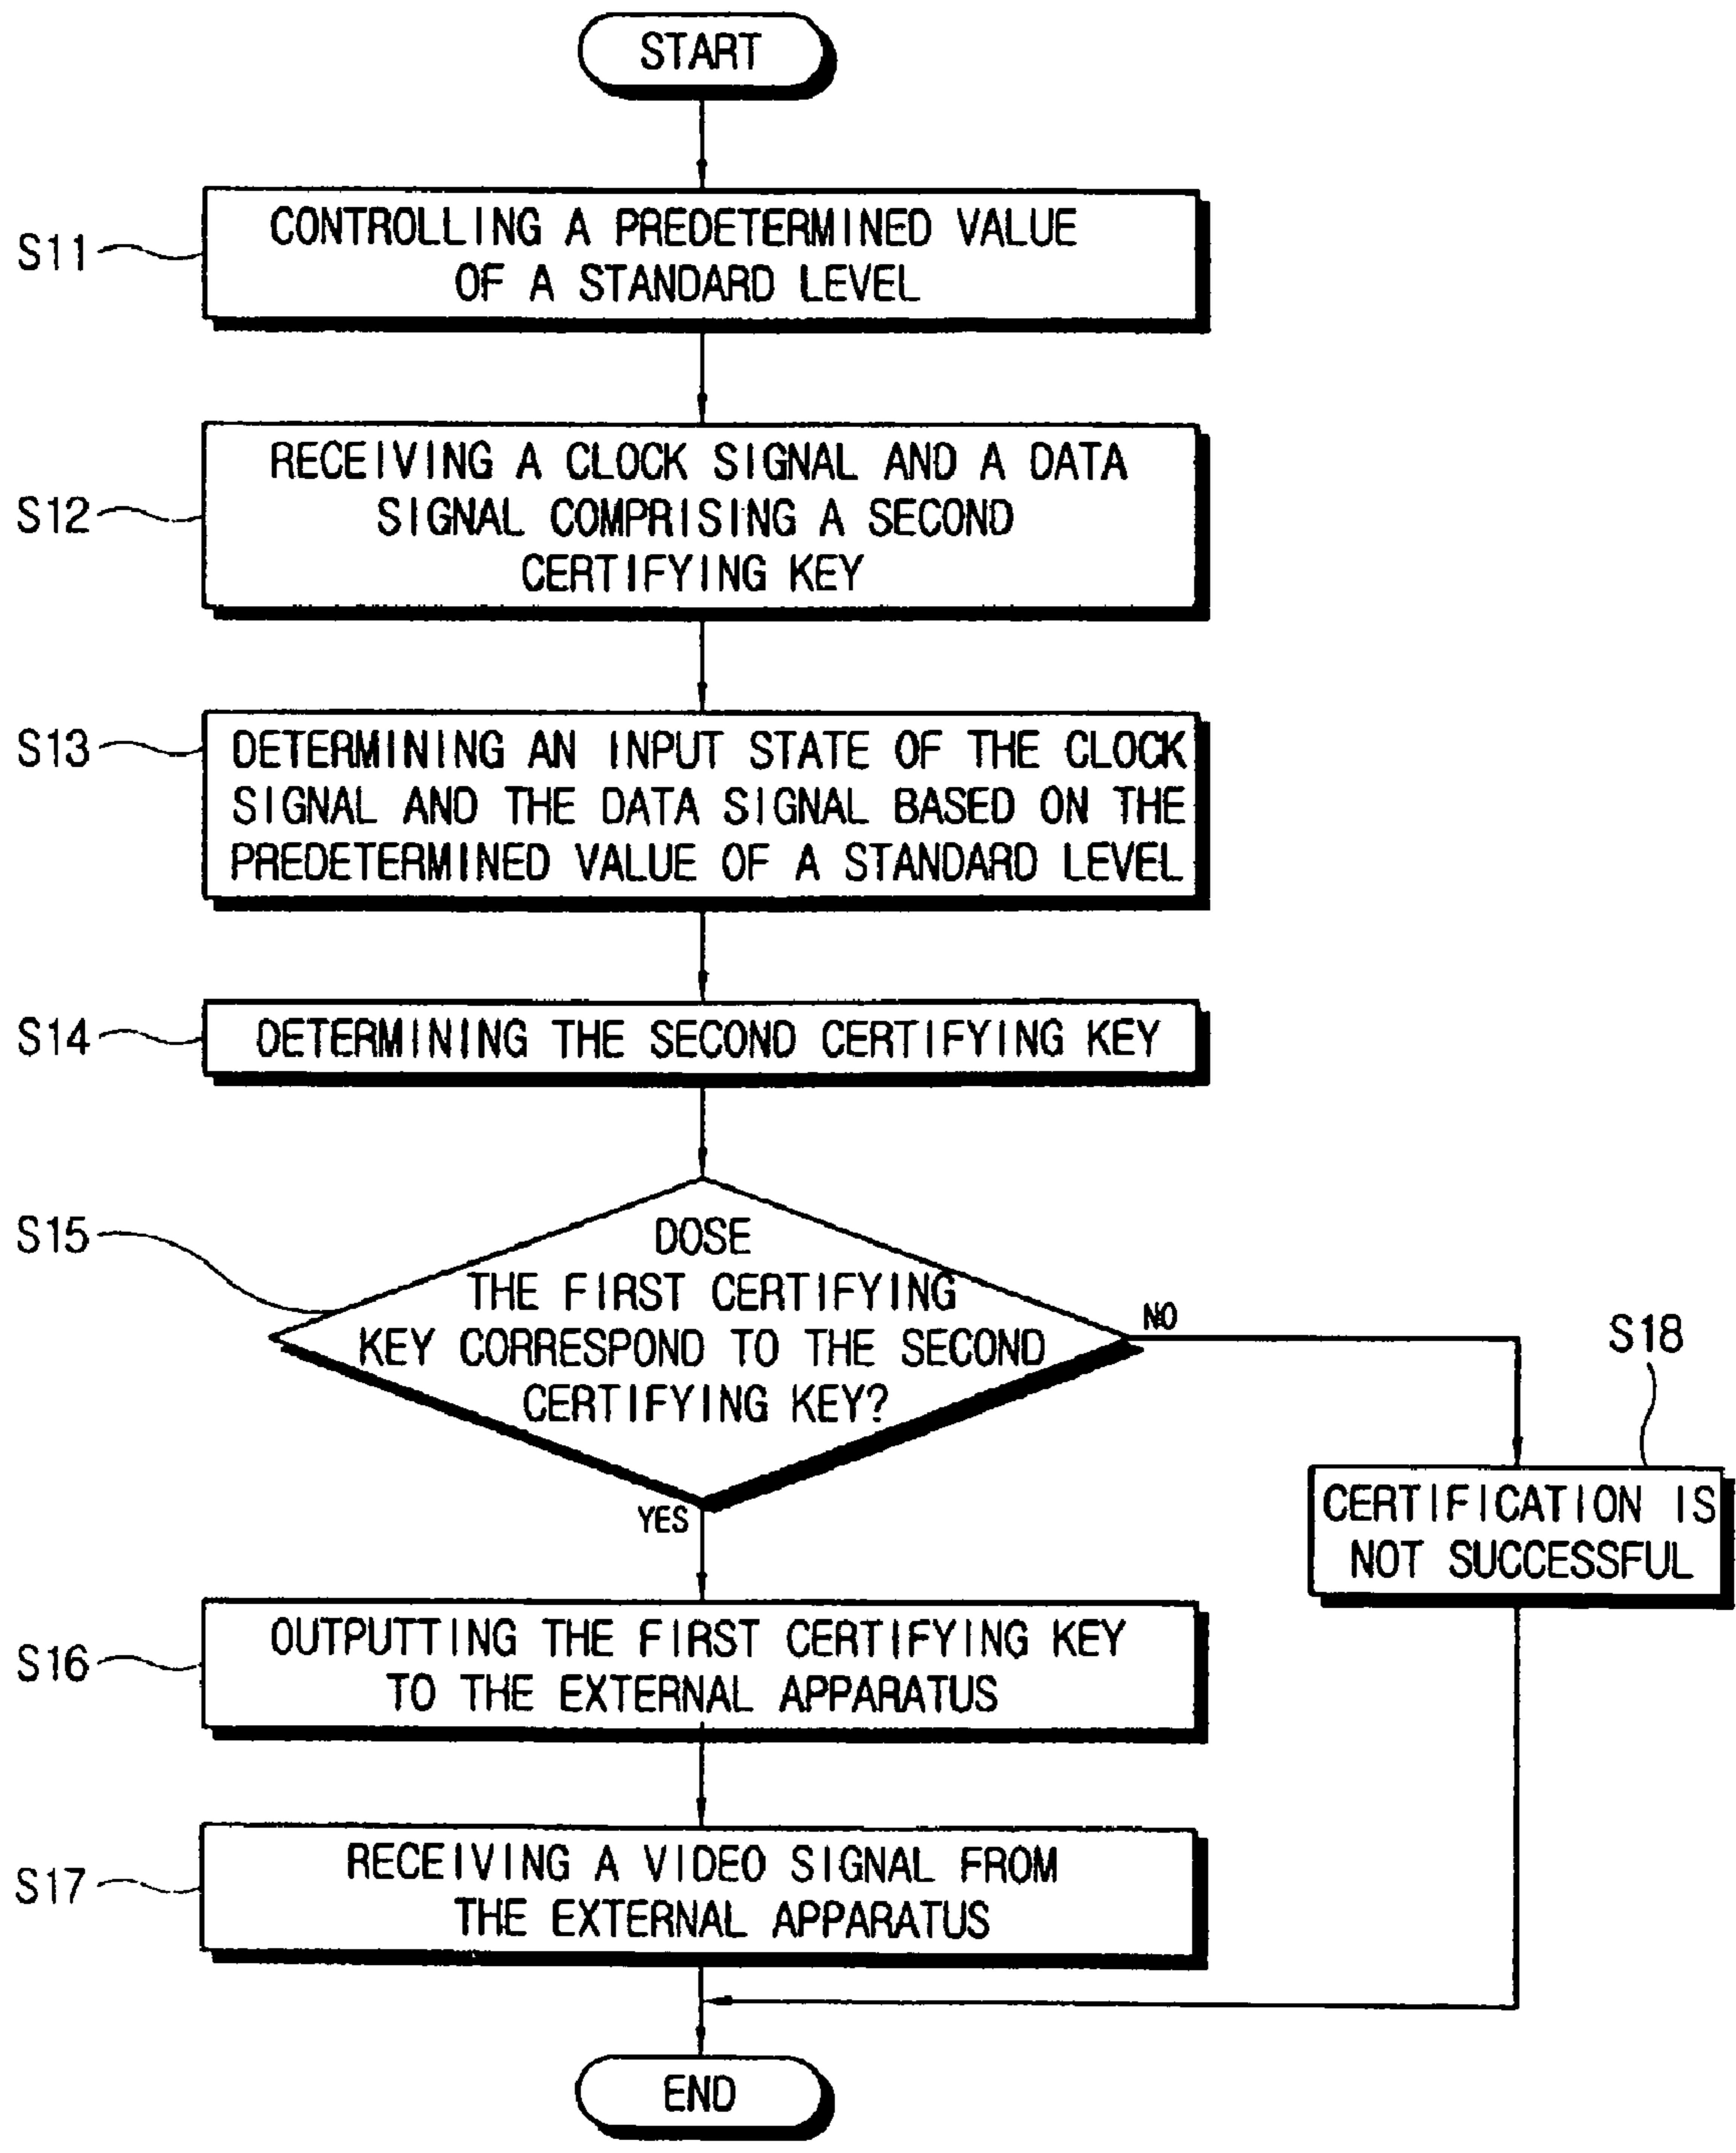 START
S11
CONTROLLING A PREDETERMINED VALUE
OF A STANDARD LEVEL
S12
RECEIVING A CLOCK SIGNAL AND A DATA
SIGNAL COMPRISING A SECOND
CERTIFYING KEY
S13
DETERMINING AN INPUT STATE OF THE CLOCK
SIGNAL AND THE DATA SIGNAL BASED ON THE
PREDETERMINED VALUE OF A STANDARD LEVEL
S14
DETERMINING THE SECOND CERTIFYING KEY
S15
DOSE
THE FIRST CERTIFYING
KEY CORRESPOND TO THE SECOND
CERTIFYING KEY?
NO
S18
CERTIFICATION IS
NOT SUCCESSFUL
YES
S16
OUTPUTTING THE FIRST CERTIFYING KEY
TO THE EXTERNAL APPARATUS
S17
RECEIVING A VIDEO SIGNAL FROM
THE EXTERNAL APPARATUS
END